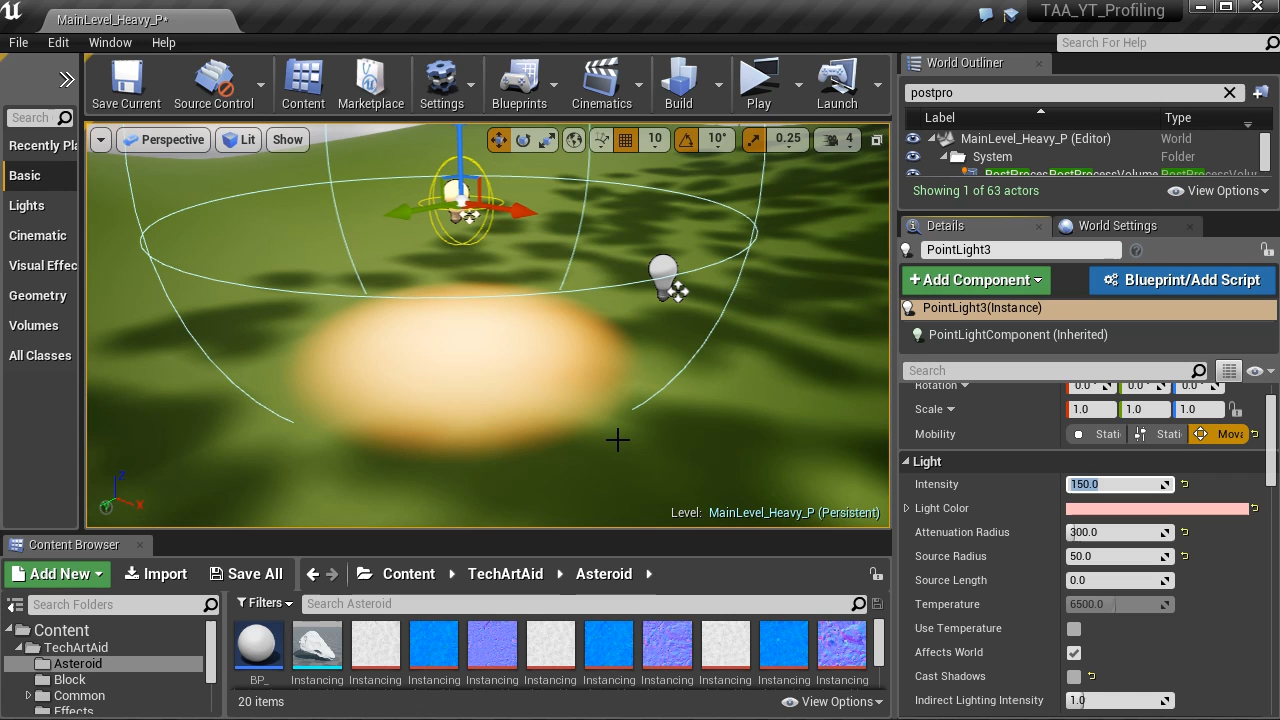 MainLevel_Heavy_P*
TAA_YT_Profiling
File Edit Window Help
Search For Help
Save Current Source Control Content Marketplace Settings Blueprints Cinematics Build Play Launch
Search
Recently Pla
Basic
Lights
Cinematic
Visual Effec
Geometry
Volumes
All Classes
Perspective Lit Show 10 10° 0.25 4
Z
X
Level: MainLevel_Heavy_P (Persistent)
World Outliner
postpro
Label Type
MainLevel_Heavy_P (Editor) World
System Folder
Showing 1 of 63 actors View Options
Details World Settings
PointLight3
+Add Component Blueprint/Add Script
PointLight3(Instance)
PointLightComponent (Inherited)
Search
Rotation 0.0° 0.0° 0.0°
Scale 1.0 1.0 1.0
Mobility Stati Stati Mova
Light
Intensity 150.0
Light Color
Attenuation Radius 300.0
Source Radius 50.0
Source Length 0.0
Temperature 6500.0
Use Temperature
Affects World
Cast Shadows
Indirect Lighting Intensity 1.0
Content Browser
Add New Import Save All Content TechArtAid Asteroid
Search Folders
Filters Search Asteroid
Content
TechArtAid
Asteroid
Block
Common
Effects
BP_ Instancing Instancing Instancing Instancing Instancing Instancing Instancing Instancing Instancing Instancing
20 items View Options